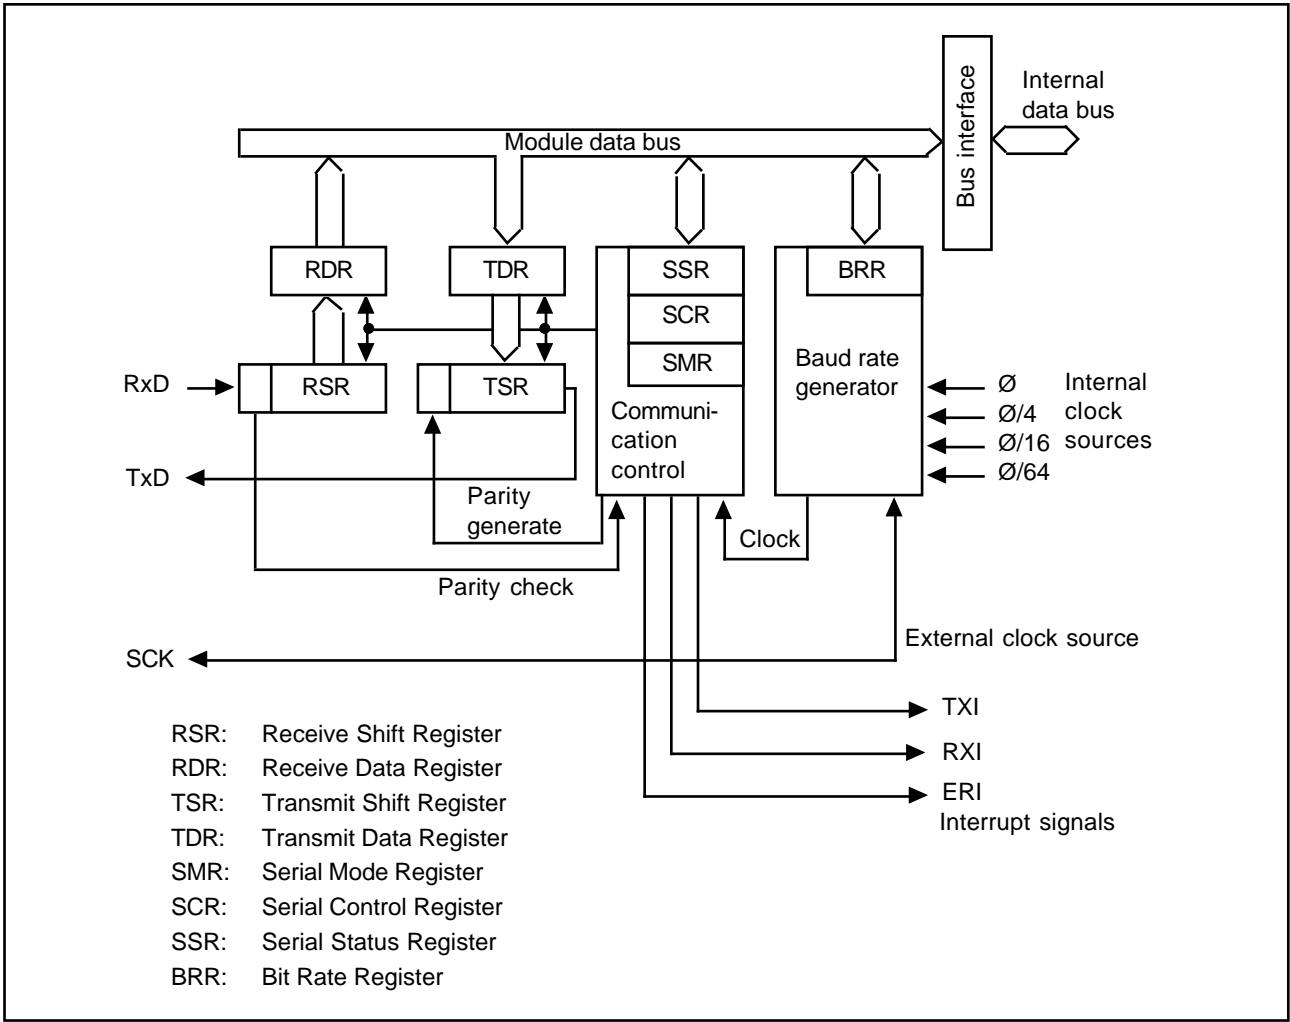 Internal
data bus
Bus interface
Module data bus
RDR
TDR
SSR
BRR
SCR
SMR
RxD
RSR
TSR
Baud rate
generator
Ø
Ø/4
Ø/16
Ø/64
Internal
clock
sources
Communi-
cation
control
TxD
Parity
generate
Clock
Parity check
External clock source
SCK
TXI
RXI
ERI
Interrupt signals
RSR: Receive Shift Register
RDR: Receive Data Register
TSR: Transmit Shift Register
TDR: Transmit Data Register
SMR: Serial Mode Register
SCR: Serial Control Register
SSR: Serial Status Register
BRR: Bit Rate Register